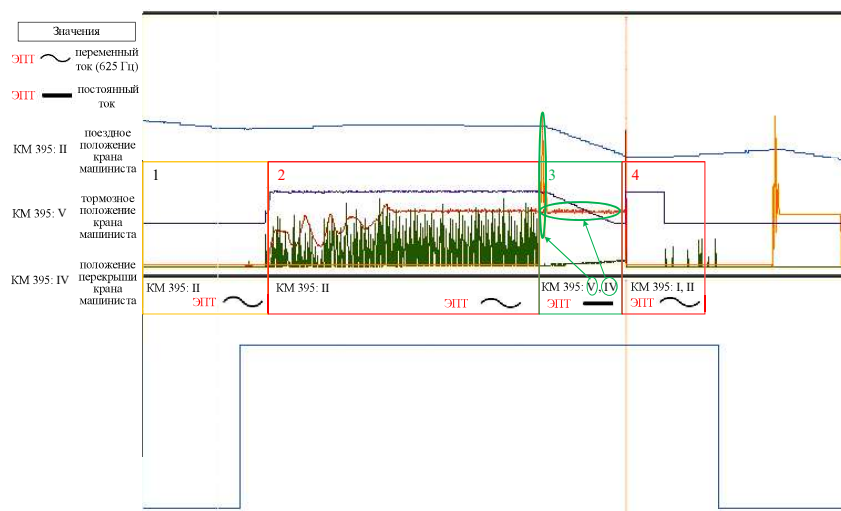 Значения
ЭПТ
переменный
ток (625 Гц)
ЭПТ
постоянный
ток
КМ 395: II
поездное
положение
крана
машиниста
КМ 395: V
тормозное
положение
крана
машиниста
КМ 395: IV
положение
перекрыши
крана
машиниста
1
2
3
4
КМ 395: II
ЭПТ
КМ 395: II
ЭПТ
КМ 395: V , IV
ЭПТ
КМ 395: I, II
ЭПТ